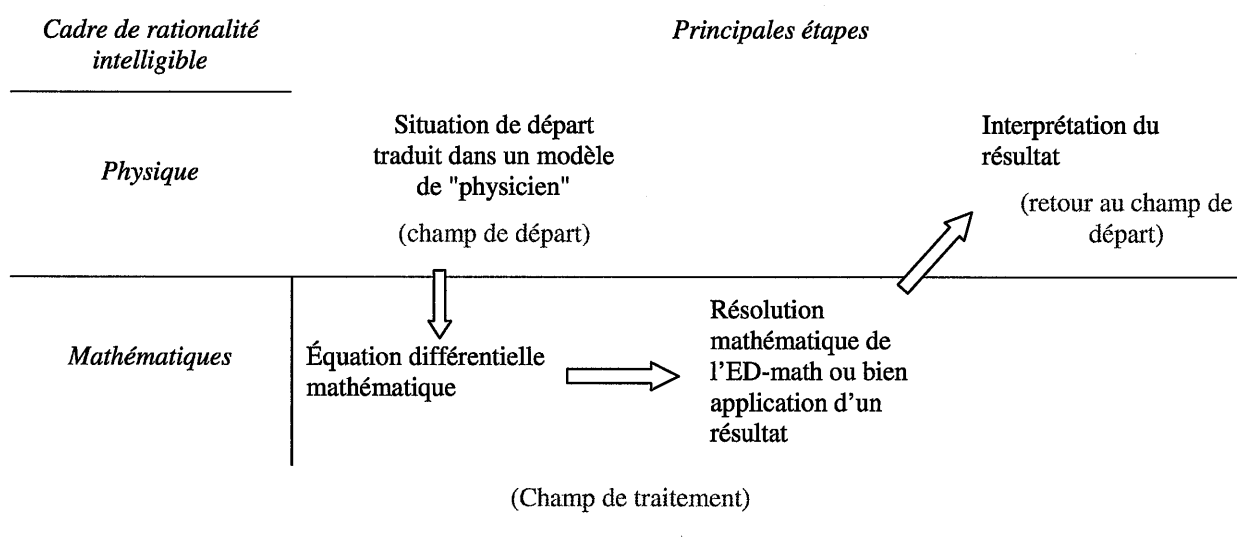 Cadre de rationalité
intelligible
Principales étapes
Physique
Situation de départ
traduit dans un modèle
de "physicien"
(champ de départ)
Interprétation du
résultat
(retour au champ de
départ)
Mathématiques
Équation différentielle
mathématique
Résolution
mathématique de
l'ED-math ou bien
application d'un
résultat
(Champ de traitement)